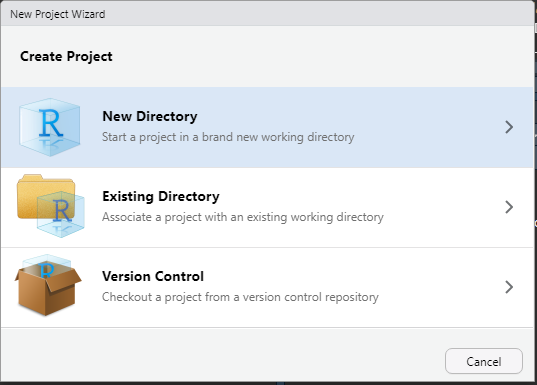 New Project Wizard
Create Project
New Directory
Start a project in a brand new working directory
Existing Directory
Associate a project with an existing working directory
Version Control
Checkout a project from a version control repository
Cancel